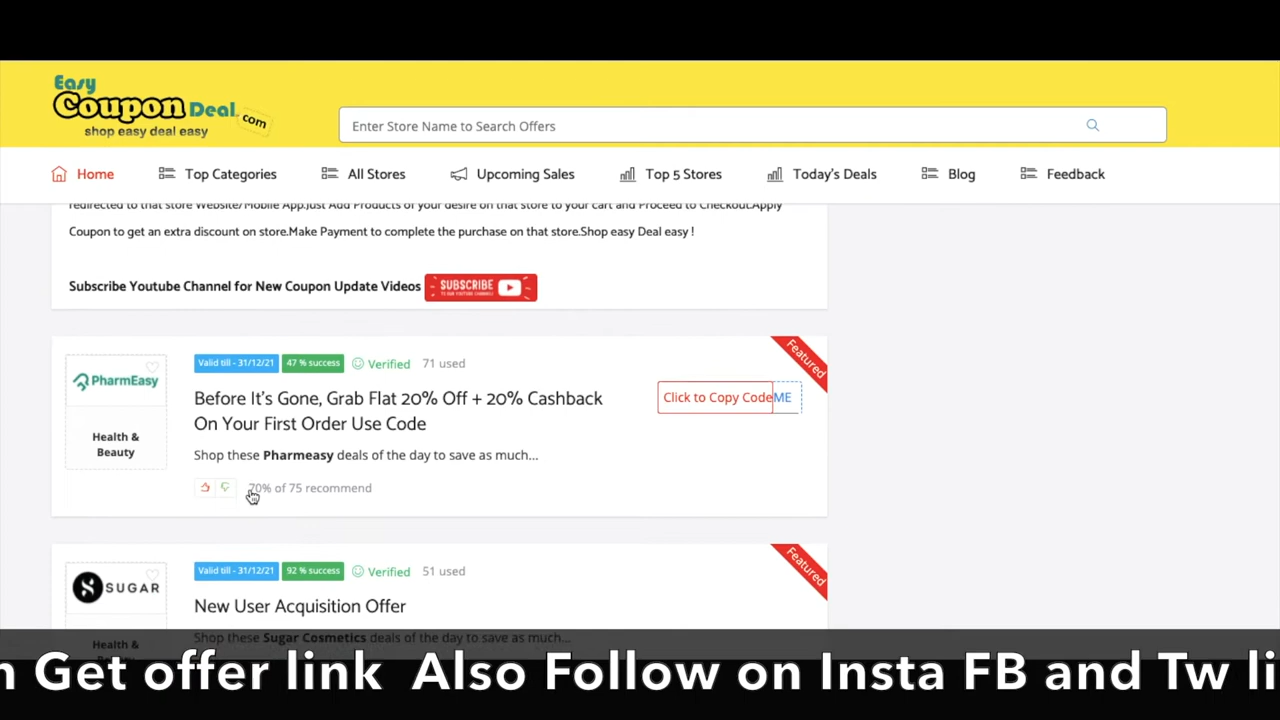 Easy
Coupon Deal.com
shop easy deal easy
Enter Store Name to Search Offers
Home
Top Categories
All Stores
Upcoming Sales
Top 5 Stores
Today's Deals
Blog
Feedback
redirected to that store Website/Mobile App.Just Add Products of your desire on that store to your cart and Proceed to Checkout.Apply
Coupon to get an extra discount on store.Make Payment to complete the purchase on that store.Shop easy Deal easy !
Subscribe Youtube Channel for New Coupon Update Videos
SUBSCRIBE
TO OUR YOUTUBE CHANNEL
Featured
PharmEasy
Health &
Beauty
Valid till - 31/12/21
47 % success
Verified
71 used
Before It's Gone, Grab Flat 20% Off + 20% Cashback
On Your First Order Use Code
Click to Copy Code
ME
Shop these Pharmeasy deals of the day to save as much...
70% of 75 recommend
Featured
SUGAR
Health &
Valid till - 31/12/21
92 % success
Verified
51 used
New User Acquisition Offer
Shop these Sugar Cosmetics deals of the day to save as much...
n Get offer link Also Follow on Insta FB and Tw li